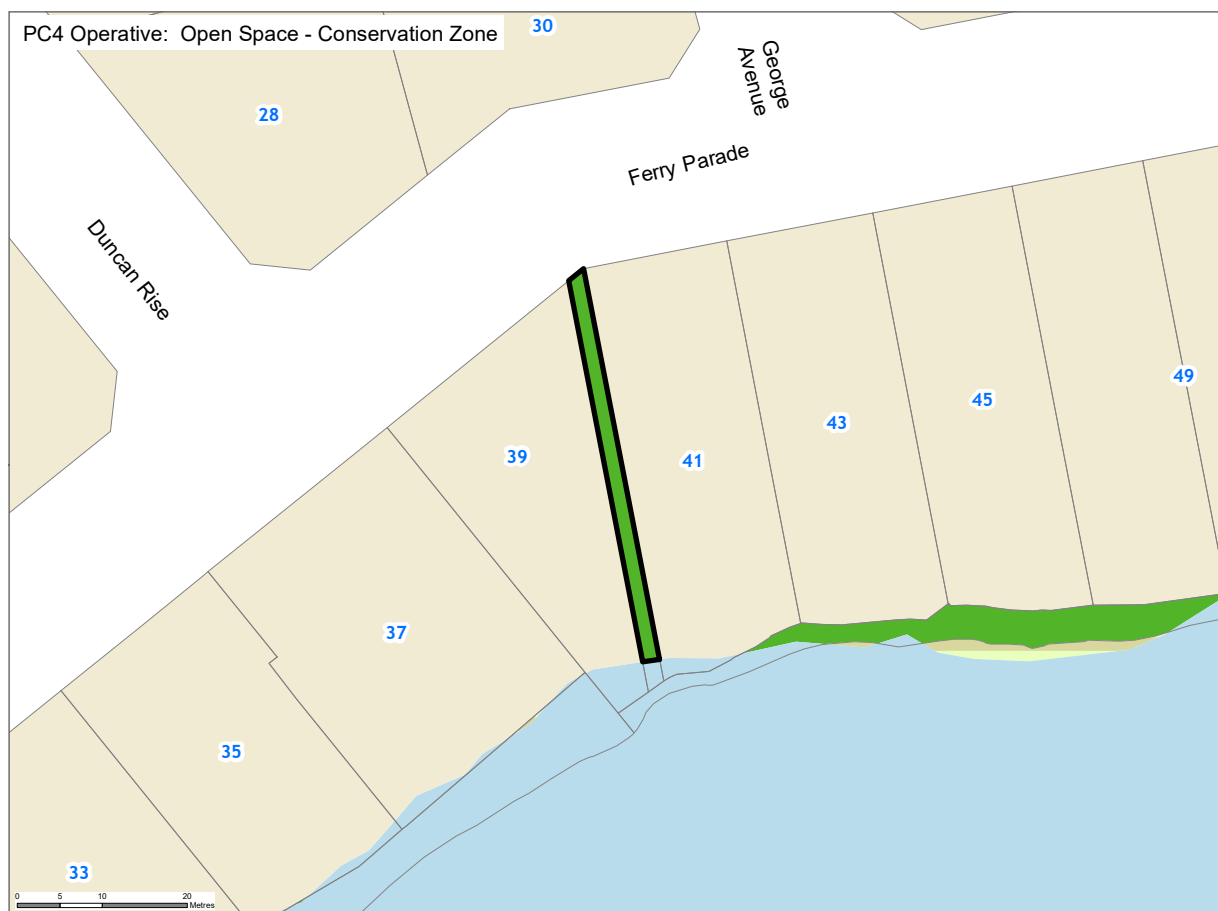 PC4 Operative:  Open Space - Conservation Zone
30
28
George
Avenue
Ferry Parade
Duncan Rise
49
45
43
39
41
37
35
33
0 5 10 20
Metres